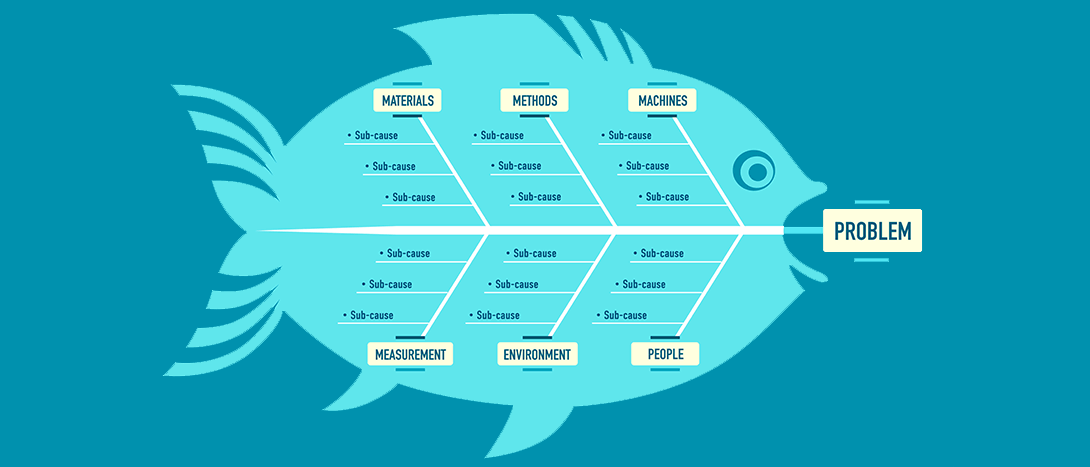 MATERIALS
METHODS
MACHINES
• Sub-cause
• Sub-cause
• Sub-cause
• Sub-cause
• Sub-cause
• Sub-cause
• Sub-cause
• Sub-cause
• Sub-cause
PROBLEM
• Sub-cause
• Sub-cause
• Sub-cause
• Sub-cause
• Sub-cause
• Sub-cause
• Sub-cause
• Sub-cause
• Sub-cause
MEASUREMENT
ENVIRONMENT
PEOPLE